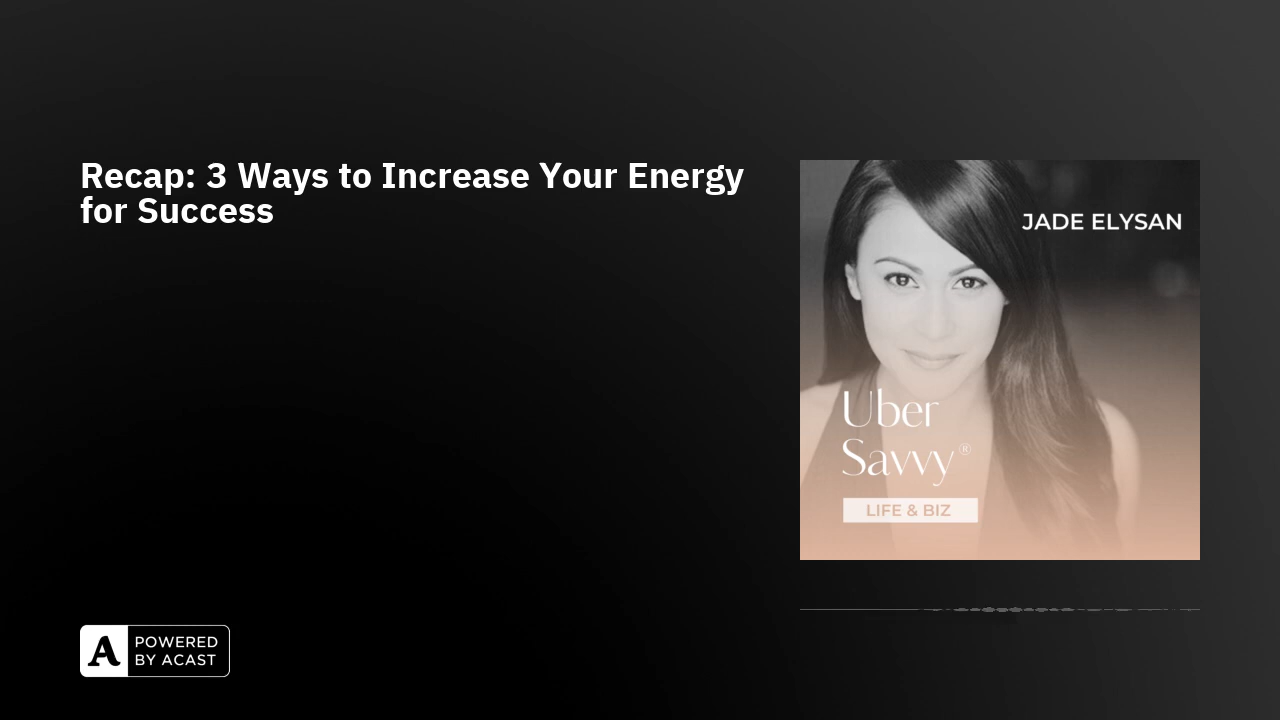 Recap: 3 Ways to Increase Your Energy
for Success
JADE ELYSAN
Uber
Savvy®
LIFE & BIZ
A POWERED
BY ACAST